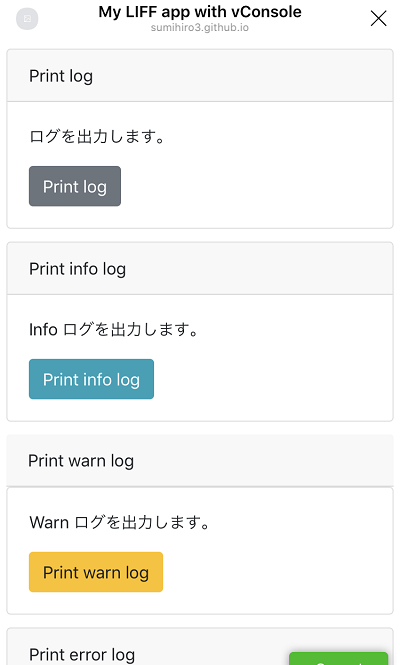 My LIFF app with vConsole
sumihiro3.github.io
Print log
ログを出力します。
Print log
Print info log
Info ログを出力します。
Print info log
Print warn log
Warn ログを出力します。
Print warn log
Print error log